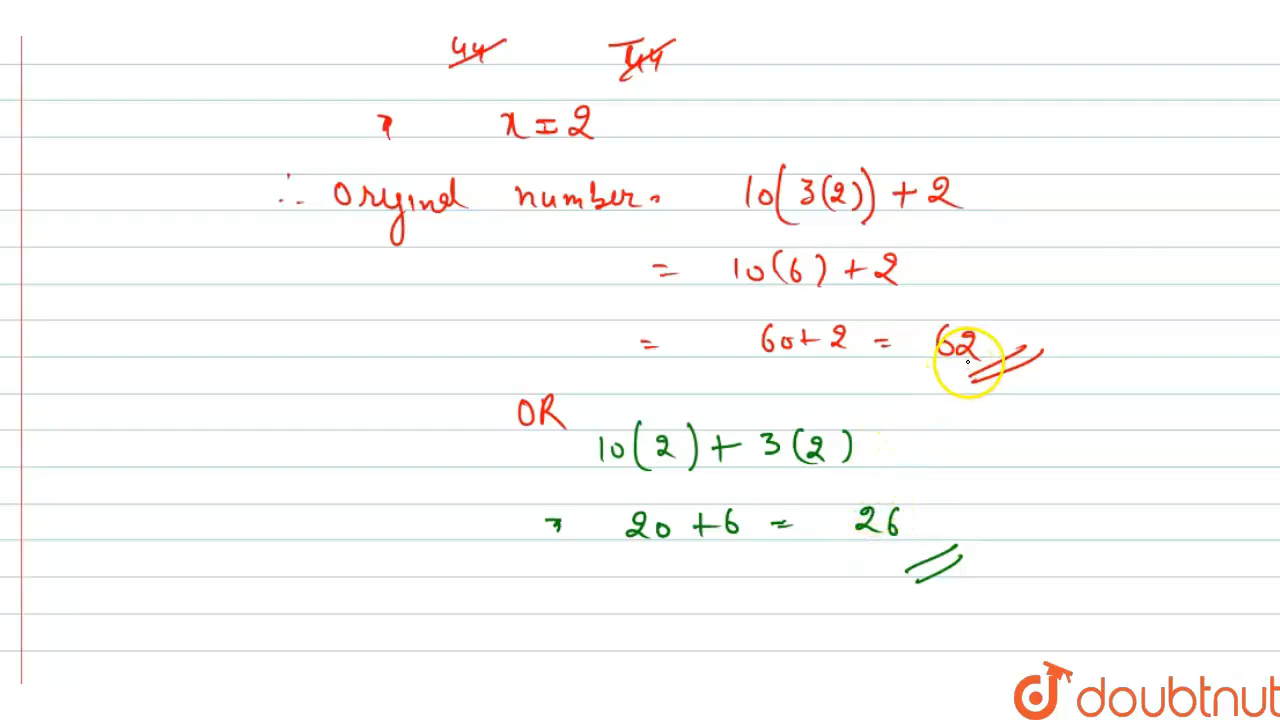 44 44
x = 2
∴ Original number = 10(3(2)) + 2
= 10(6) + 2
= 60 + 2 = 62
OR
10(2) + 3(2)
= 20 + 6 = 26
doubtnut